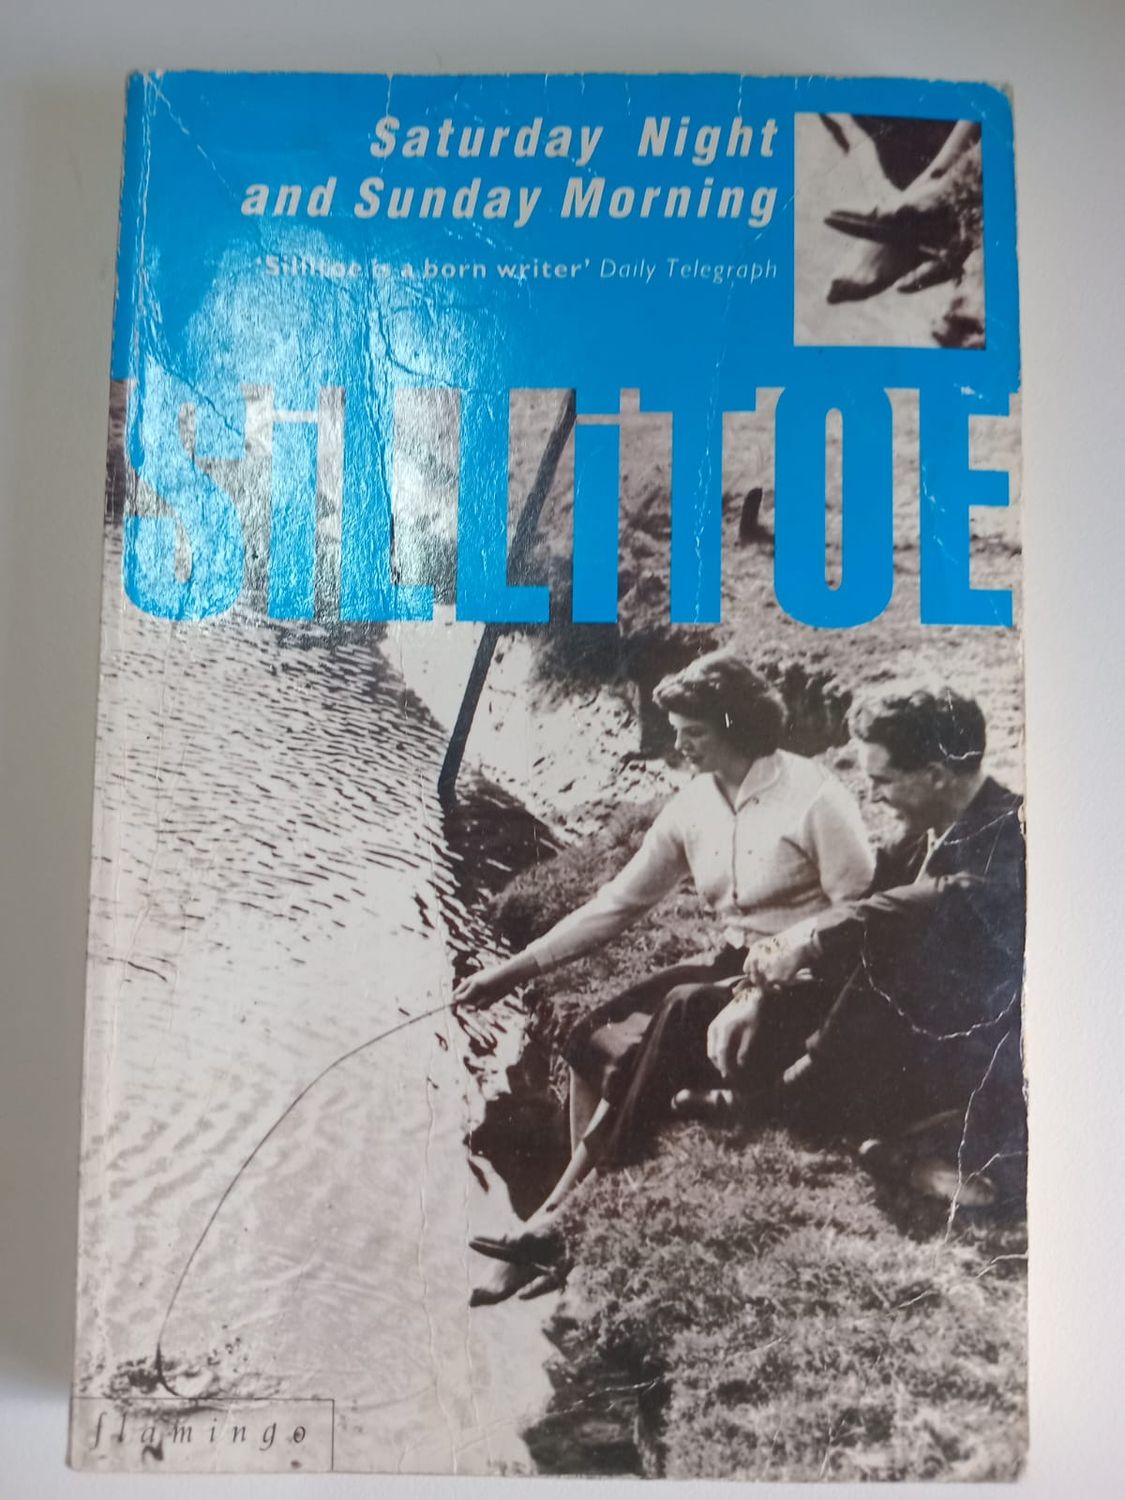 Saturday Night
and Sunday Morning
'Sillitoe is a born writer' Daily Telegraph
SiLLiTOE
flamingo